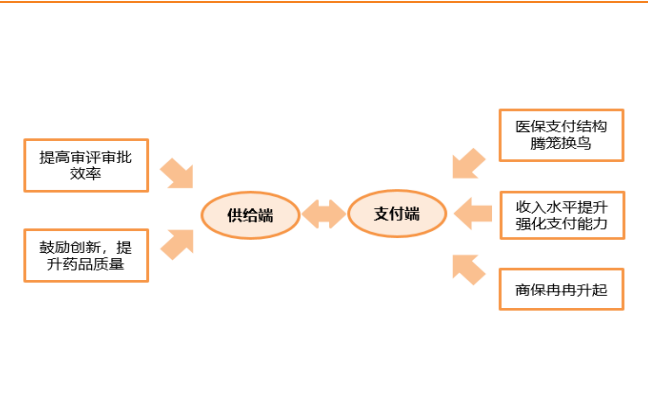 提高审评审批
效率
鼓励创新，提
升药品质量
供给端
支付端
医保支付结构
腾笼换鸟
收入水平提升
强化支付能力
商保冉冉升起